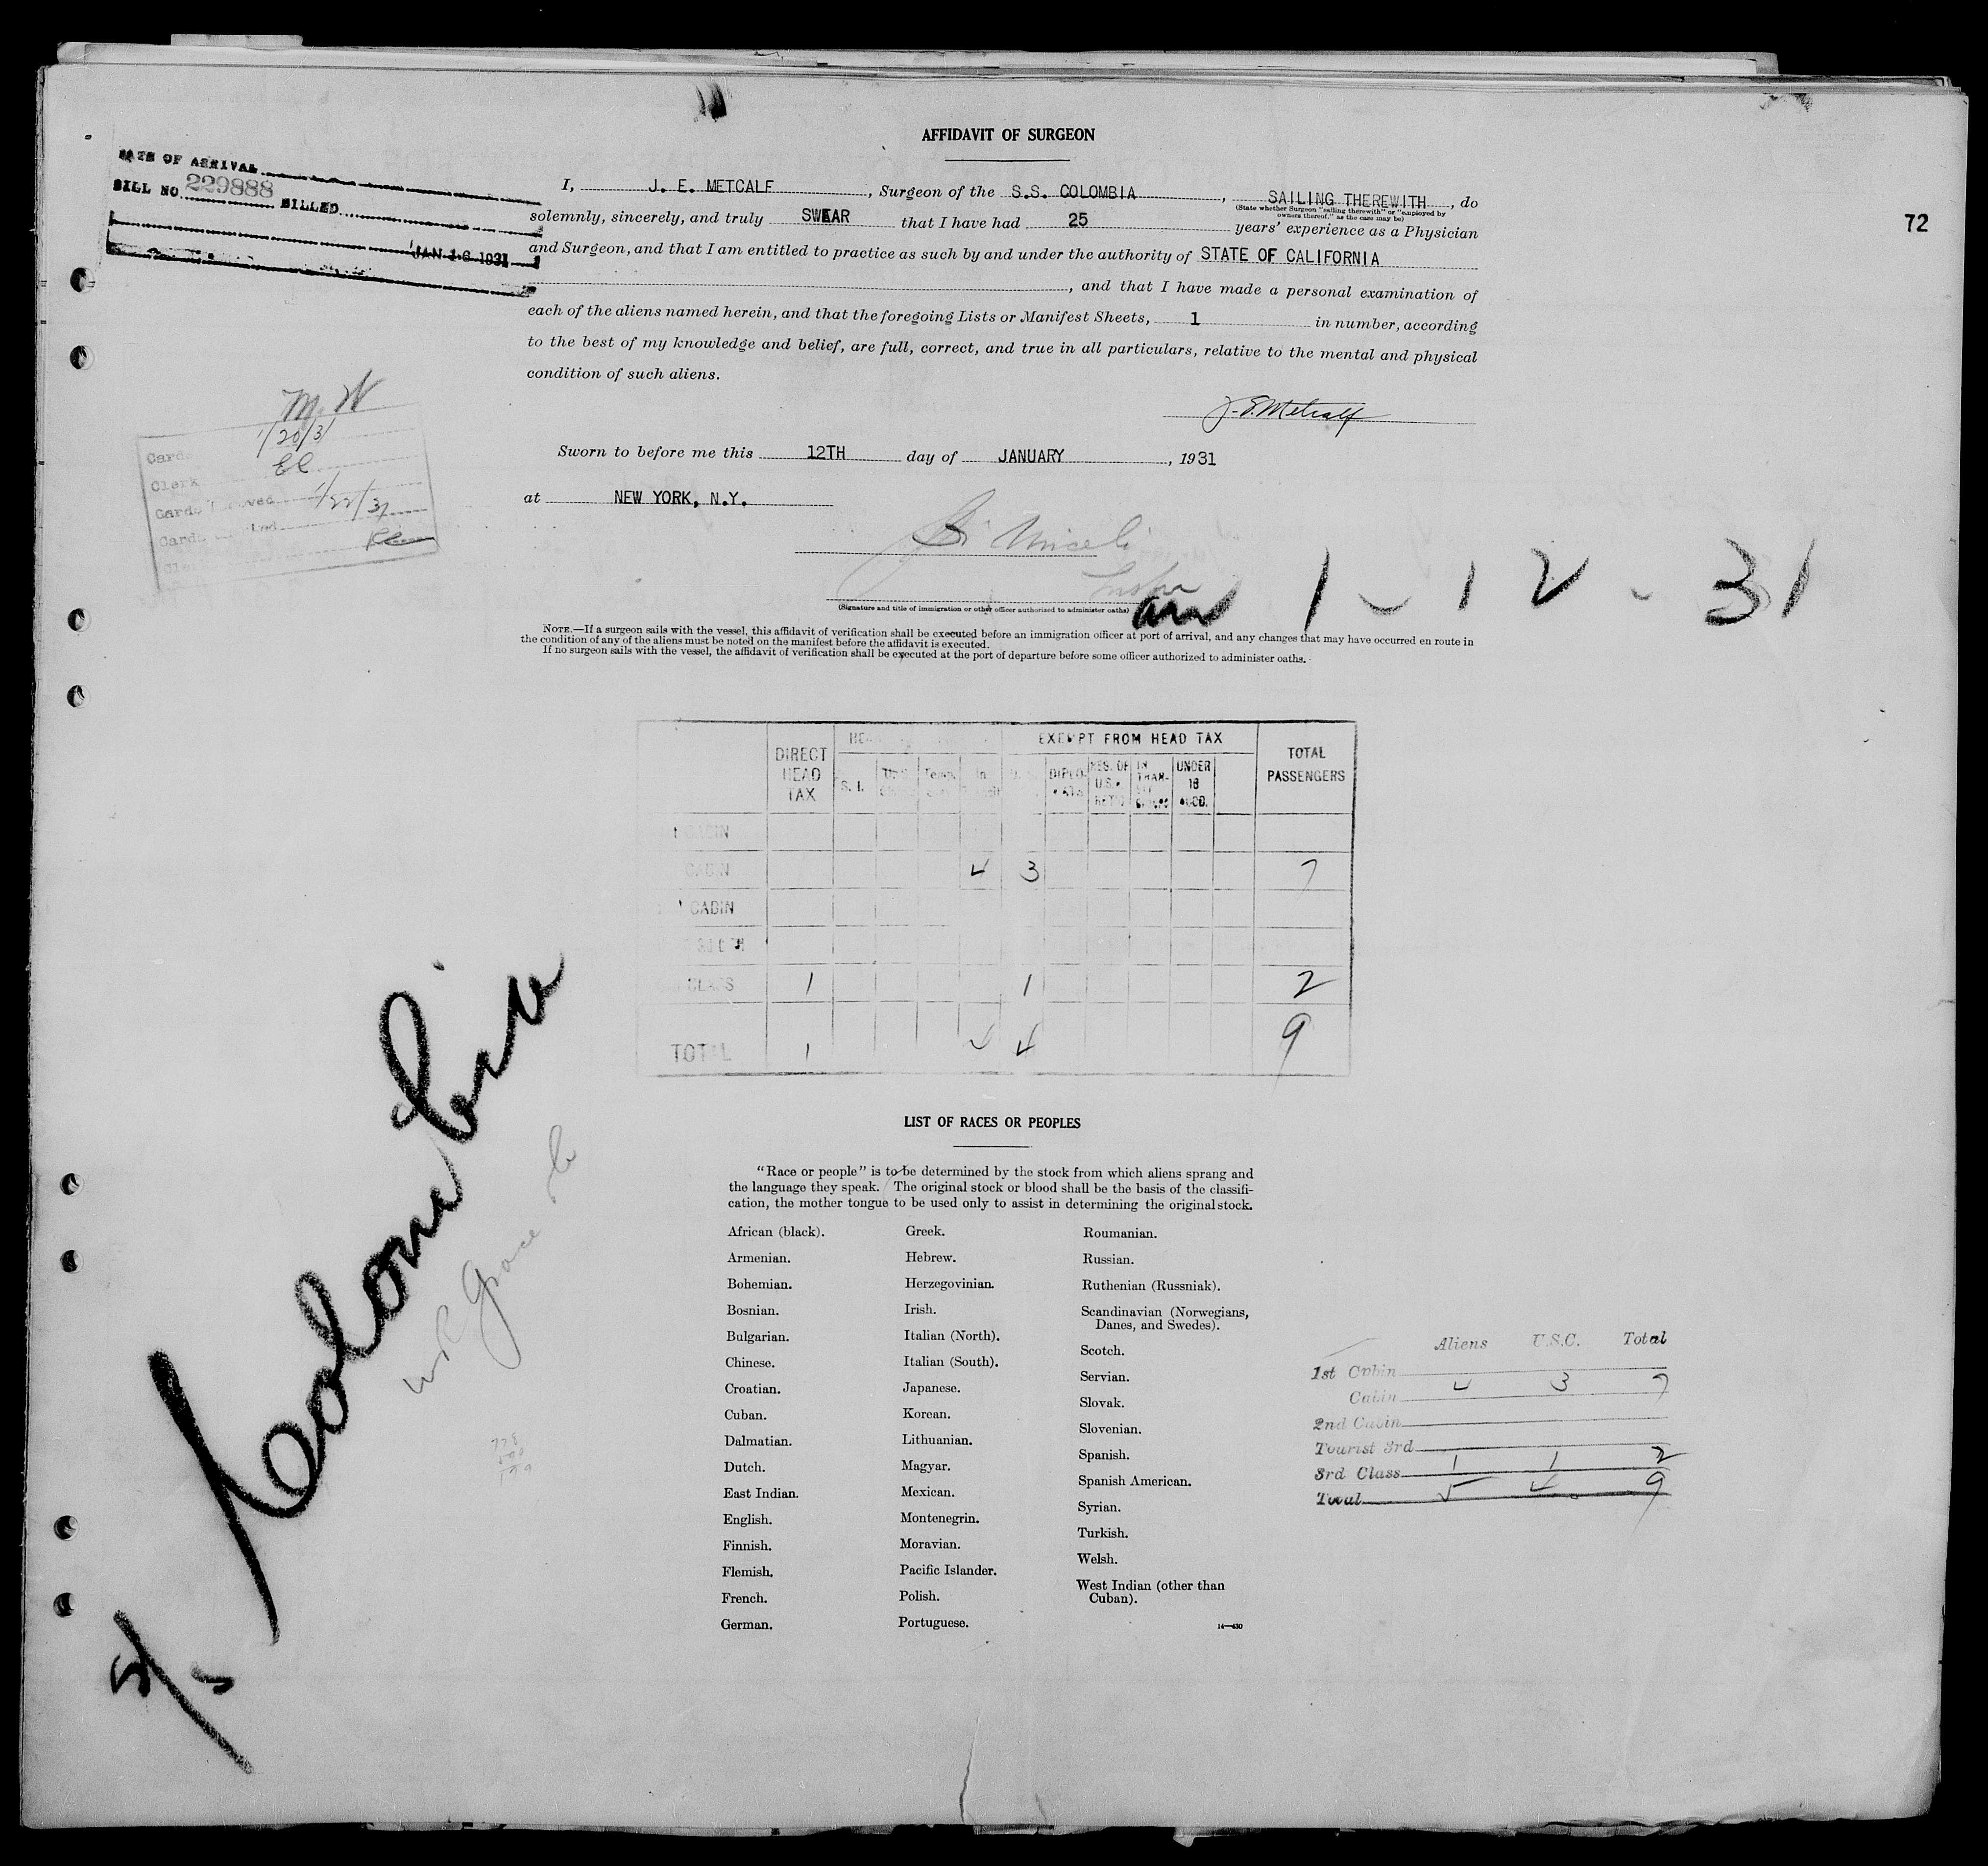 AFFIDAVIT OF SURGEON
DATE OF ARRIVAL
BILL NO. 229888 BILLED
JAN 16 1931
72
I, J. E. METCALF, Surgeon of the S.S. COLOMBIA, SAILING THEREWITH, do
(State whether Surgeon "sailing therewith" or "employed by
owners thereof," as the case may be)
solemnly, sincerely, and truly SWEAR that I have had 25 years' experience as a Physician
and Surgeon, and that I am entitled to practice as such by and under the authority of STATE OF CALIFORNIA
, and that I have made a personal examination of
each of the aliens named herein, and that the foregoing Lists or Manifest Sheets, 1 in number, according
to the best of my knowledge and belief, are full, correct, and true in all particulars, relative to the mental and physical
condition of such aliens.
J. E. Metcalf
M. W
1/20/31
Clerk
1/22/31
Sworn to before me this 12TH day of JANUARY, 1931
at NEW YORK, N.Y.
1-12-31
(Signature and title of immigration or other officer authorized to administer oaths)
NOTE.—If a surgeon sails with the vessel, this affidavit of verification shall be executed before an immigration officer at port of arrival, and any changes that may have occurred en route in
the condition of any of the aliens must be noted on the manifest before the affidavit is executed.
If no surgeon sails with the vessel, the affidavit of verification shall be executed at the port of departure before some officer authorized to administer oaths.
DIRECT HEAD TAX
EXEMPT FROM HEAD TAX
TOTAL PASSENGERS
S. I.
UNDER 16
CABIN
CABIN 4 3 7
CABIN
CLASS 1 1 2
TOTAL 1 4 4 9
S/S Colombia
W R Grace Co
LIST OF RACES OR PEOPLES
"Race or people" is to be determined by the stock from which aliens sprang and
the language they speak. The original stock or blood shall be the basis of the classifi-
cation, the mother tongue to be used only to assist in determining the original stock.
African (black).
Armenian.
Bohemian.
Bosnian.
Bulgarian.
Chinese.
Croatian.
Cuban.
Dalmatian.
Dutch.
East Indian.
English.
Finnish.
Flemish.
French.
German.
Greek.
Hebrew.
Herzegovinian.
Irish.
Italian (North).
Italian (South).
Japanese.
Korean.
Lithuanian.
Magyar.
Mexican.
Montenegrin.
Moravian.
Pacific Islander.
Polish.
Portuguese.
Roumanian.
Russian.
Ruthenian (Russniak).
Scandinavian (Norwegians,
Danes, and Swedes).
Scotch.
Servian.
Slovak.
Slovenian.
Spanish.
Spanish American.
Syrian.
Turkish.
Welsh.
West Indian (other than
Cuban).
14—430
Aliens U.S.C. Total
1st Cabin
Cabin 4 3 7
2nd Cabin
Tourist 3rd
3rd Class 1 1 2
Total 5 4 9